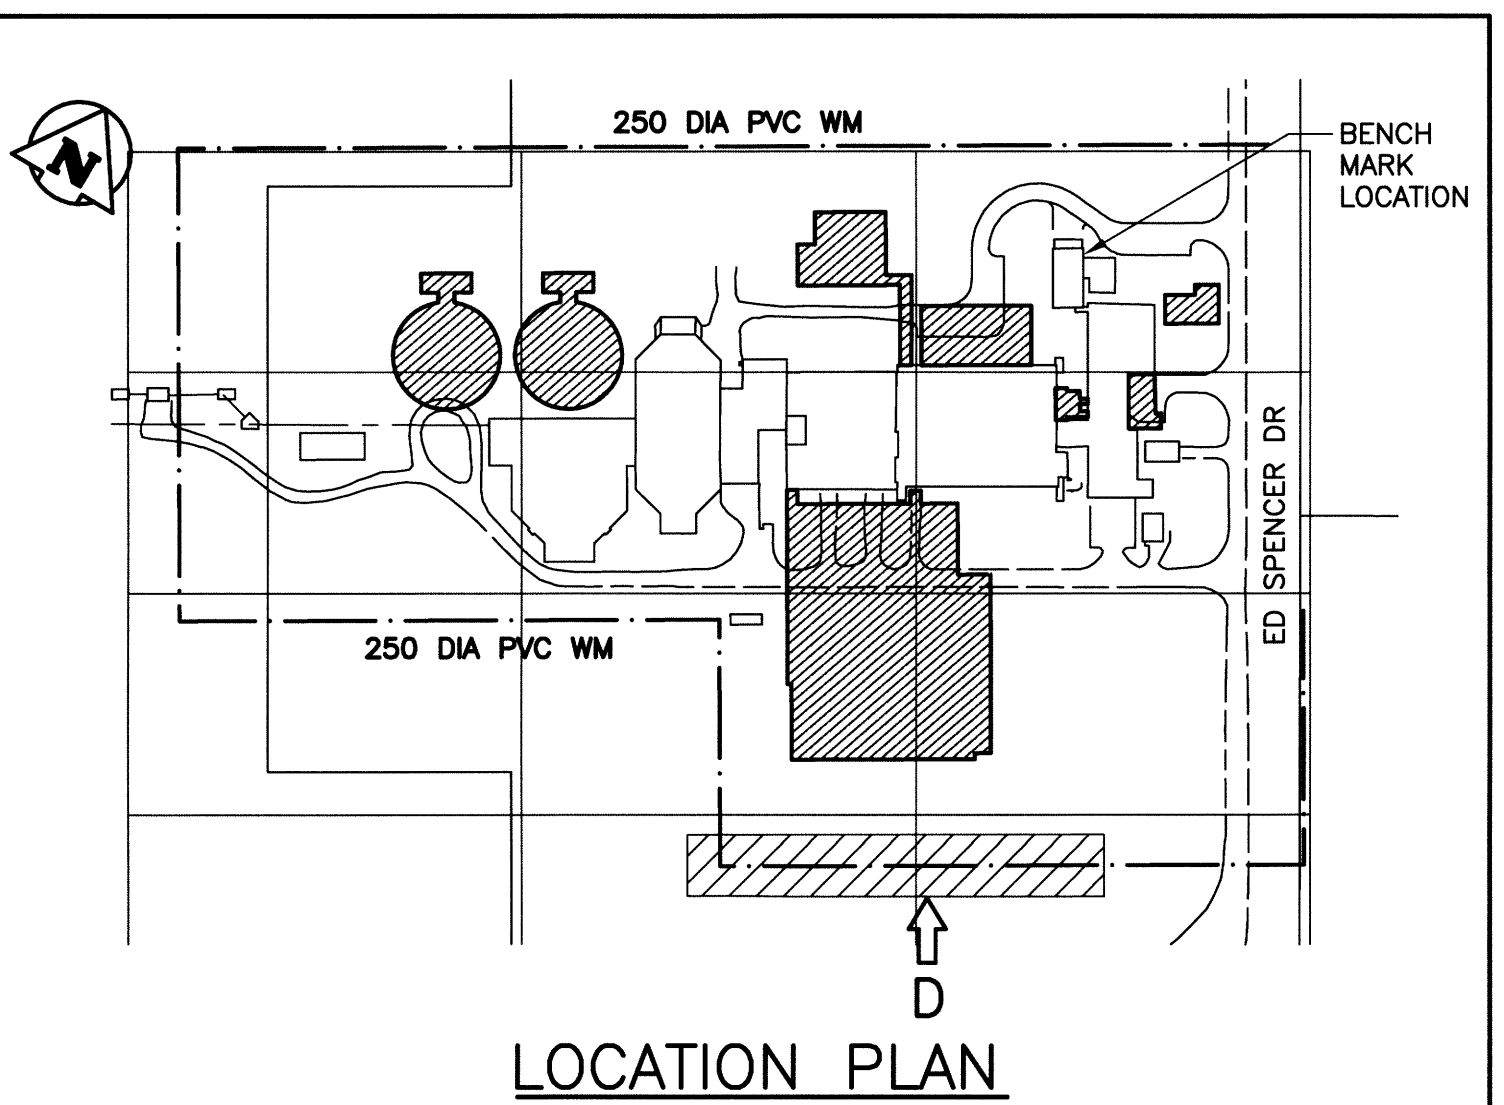 250 DIA PVC WM
BENCH
MARK
LOCATION
N
ED SPENCER DR
250 DIA PVC WM
D
LOCATION PLAN